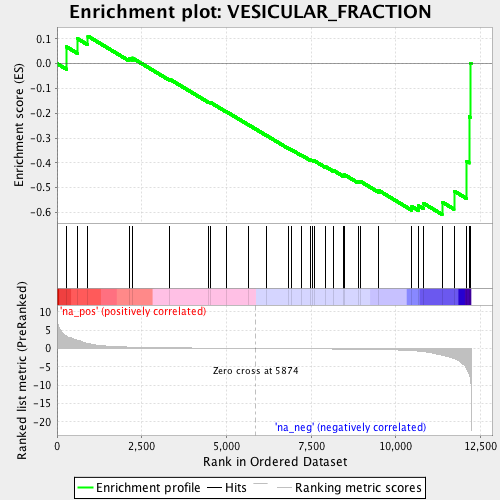 Enrichment plot: VESICULAR_FRACTION
Enrichment score (ES)
0.1
0.0
-0.1
-0.2
-0.3
-0.4
-0.5
-0.6
'na_pos' (positively correlated)
Ranked list metric (PreRanked)
10
5
0
-5
-10
-15
-20
Zero cross at 5874
'na_neg' (negatively correlated)
0
2,500
5,000
7,500
10,000
12,500
Rank in Ordered Dataset
Enrichment profile
Hits
Ranking metric scores